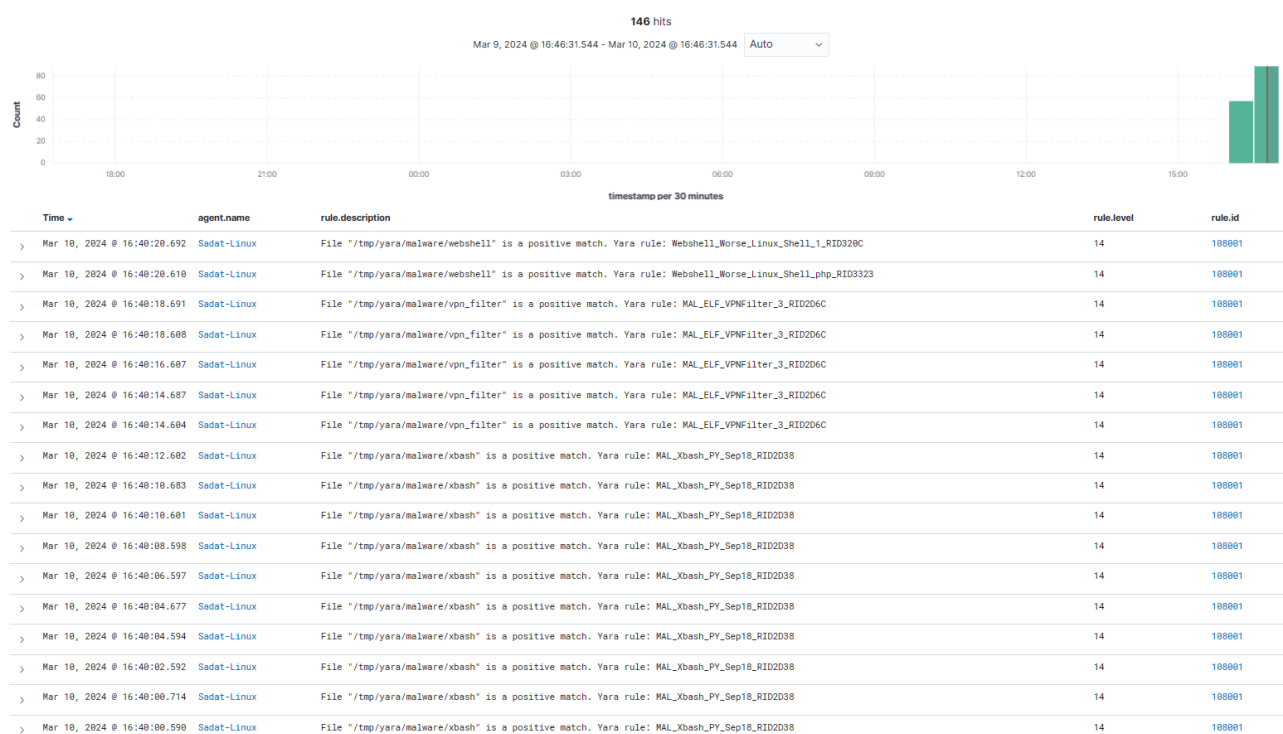 146 hits
Mar 9, 2024 @ 16:46:31.544 - Mar 10, 2024 @ 16:46:31.544 Auto
80
60
40
20
0
Count
18:00 21:00 00:00 03:00 06:00 09:00 12:00 15:00
timestamp per 30 minutes
Time agent.name rule.description rule.level rule.id
Mar 10, 2024 @ 16:40:20.692 Sadat-Linux File "/tmp/yara/malware/webshell" is a positive match. Yara rule: Webshell_Worse_Linux_Shell_1_RID320C 14 108001
Mar 10, 2024 @ 16:40:20.610 Sadat-Linux File "/tmp/yara/malware/webshell" is a positive match. Yara rule: Webshell_Worse_Linux_Shell_php_RID3323 14 108001
Mar 10, 2024 @ 16:40:18.691 Sadat-Linux File "/tmp/yara/malware/vpn_filter" is a positive match. Yara rule: MAL_ELF_VPNFilter_3_RID2D6C 14 108001
Mar 10, 2024 @ 16:40:18.608 Sadat-Linux File "/tmp/yara/malware/vpn_filter" is a positive match. Yara rule: MAL_ELF_VPNFilter_3_RID2D6C 14 108001
Mar 10, 2024 @ 16:40:16.607 Sadat-Linux File "/tmp/yara/malware/vpn_filter" is a positive match. Yara rule: MAL_ELF_VPNFilter_3_RID2D6C 14 108001
Mar 10, 2024 @ 16:40:14.687 Sadat-Linux File "/tmp/yara/malware/vpn_filter" is a positive match. Yara rule: MAL_ELF_VPNFilter_3_RID2D6C 14 108001
Mar 10, 2024 @ 16:40:14.604 Sadat-Linux File "/tmp/yara/malware/vpn_filter" is a positive match. Yara rule: MAL_ELF_VPNFilter_3_RID2D6C 14 108001
Mar 10, 2024 @ 16:40:12.602 Sadat-Linux File "/tmp/yara/malware/xbash" is a positive match. Yara rule: MAL_Xbash_PY_Sep18_RID2D38 14 108001
Mar 10, 2024 @ 16:40:10.683 Sadat-Linux File "/tmp/yara/malware/xbash" is a positive match. Yara rule: MAL_Xbash_PY_Sep18_RID2D38 14 108001
Mar 10, 2024 @ 16:40:10.601 Sadat-Linux File "/tmp/yara/malware/xbash" is a positive match. Yara rule: MAL_Xbash_PY_Sep18_RID2D38 14 108001
Mar 10, 2024 @ 16:40:08.598 Sadat-Linux File "/tmp/yara/malware/xbash" is a positive match. Yara rule: MAL_Xbash_PY_Sep18_RID2D38 14 108001
Mar 10, 2024 @ 16:40:06.597 Sadat-Linux File "/tmp/yara/malware/xbash" is a positive match. Yara rule: MAL_Xbash_PY_Sep18_RID2D38 14 108001
Mar 10, 2024 @ 16:40:04.677 Sadat-Linux File "/tmp/yara/malware/xbash" is a positive match. Yara rule: MAL_Xbash_PY_Sep18_RID2D38 14 108001
Mar 10, 2024 @ 16:40:04.594 Sadat-Linux File "/tmp/yara/malware/xbash" is a positive match. Yara rule: MAL_Xbash_PY_Sep18_RID2D38 14 108001
Mar 10, 2024 @ 16:40:02.592 Sadat-Linux File "/tmp/yara/malware/xbash" is a positive match. Yara rule: MAL_Xbash_PY_Sep18_RID2D38 14 108001
Mar 10, 2024 @ 16:40:00.714 Sadat-Linux File "/tmp/yara/malware/xbash" is a positive match. Yara rule: MAL_Xbash_PY_Sep18_RID2D38 14 108001
Mar 10, 2024 @ 16:40:00.590 Sadat-Linux File "/tmp/yara/malware/xbash" is a positive match. Yara rule: MAL_Xbash_PY_Sep18_RID2D38 14 108001